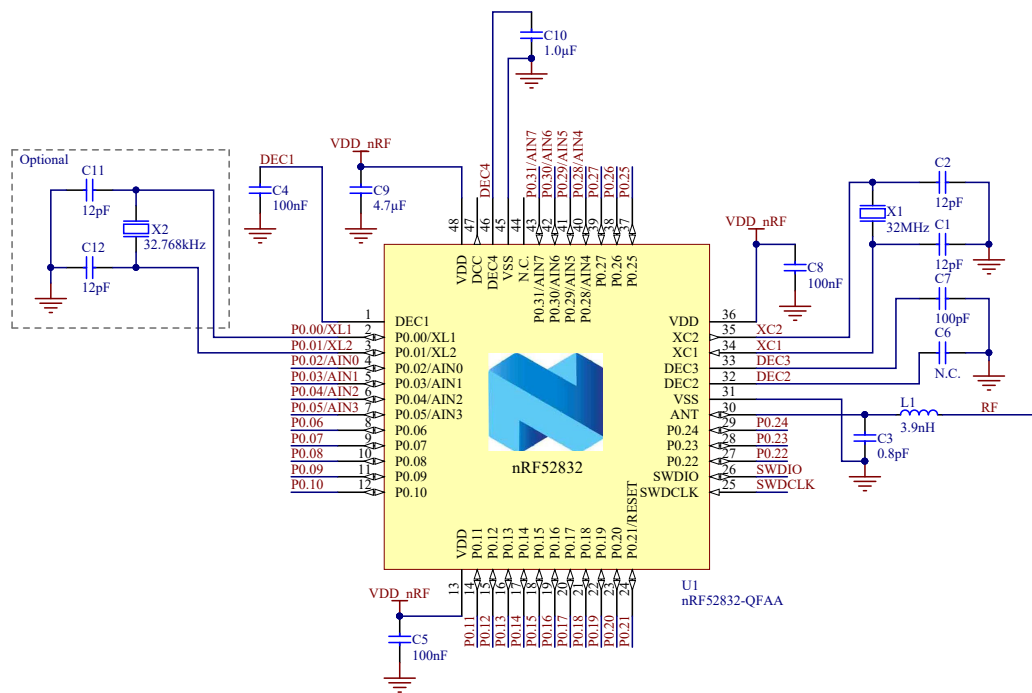 C10
1.0µF
Optional
C11
12pF
X2
32.768kHz
C12
12pF
DEC1
C4
100nF
VDD_nRF
C9
4.7µF
DEC4
P0.31/AIN7
P0.30/AIN6
P0.29/AIN5
P0.28/AIN4
P0.27
P0.26
P0.25
48
47
46
45
44
43
42
41
40
39
38
37
VDD
DCC
DEC4
VSS
N.C.
P0.31/AIN7
P0.30/AIN6
P0.29/AIN5
P0.28/AIN4
P0.27
P0.26
P0.25
VDD_nRF
C8
100nF
C2
12pF
X1
32MHz
C1
12pF
C7
100pF
C6
N.C.
P0.00/XL1
P0.01/XL2
P0.02/AIN0
P0.03/AIN1
P0.04/AIN2
P0.05/AIN3
P0.06
P0.07
P0.08
P0.09
P0.10
1
2
3
4
5
6
7
8
9
10
11
12
DEC1
P0.00/XL1
P0.01/XL2
P0.02/AIN0
P0.03/AIN1
P0.04/AIN2
P0.05/AIN3
P0.06
P0.07
P0.08
P0.09
P0.10
nRF52832
VDD
XC2
XC1
DEC3
DEC2
VSS
ANT
P0.24
P0.23
P0.22
SWDIO
SWDCLK
36
35
34
33
32
31
30
29
28
27
26
25
XC2
XC1
DEC3
DEC2
P0.24
P0.23
P0.22
SWDIO
SWDCLK
L1
3.9nH
RF
C3
0.8pF
VDD
P0.11
P0.12
P0.13
P0.14
P0.15
P0.16
P0.17
P0.18
P0.19
P0.20
P0.21/RESET
13
14
15
16
17
18
19
20
21
22
23
24
U1
nRF52832-QFAA
VDD_nRF
C5
100nF
P0.11
P0.12
P0.13
P0.14
P0.15
P0.16
P0.17
P0.18
P0.19
P0.20
P0.21